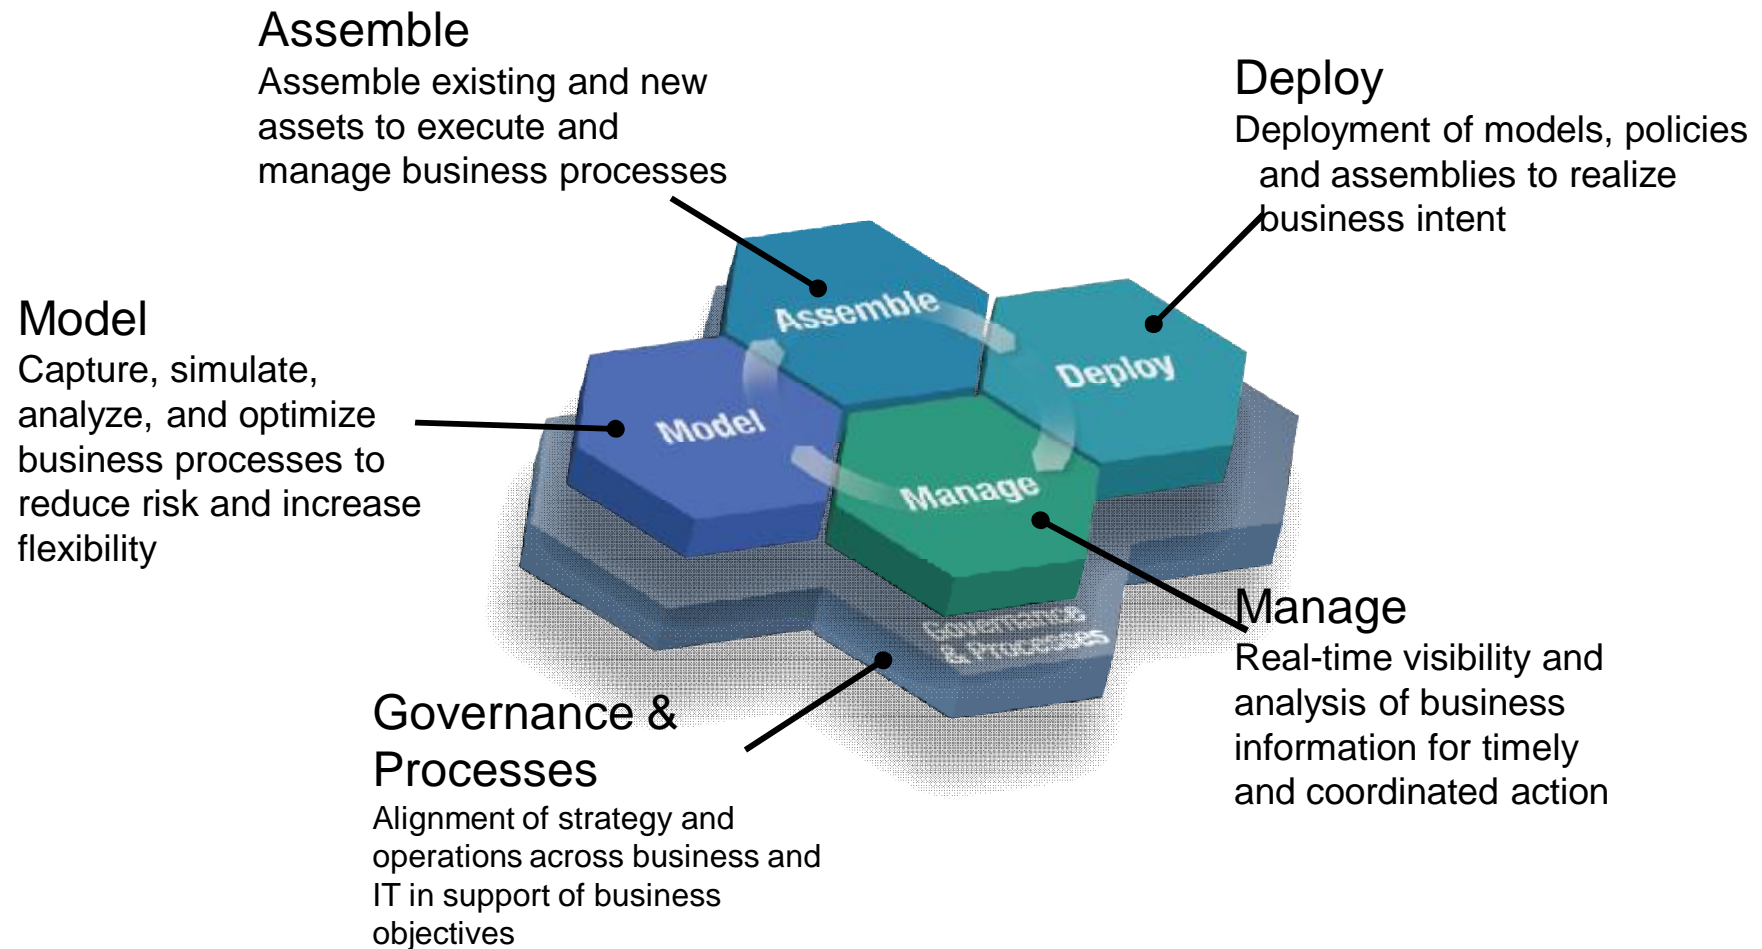 Assemble
Assemble existing and new
assets to execute and
manage business processes
Deploy
Deployment of models, policies
and assemblies to realize
business intent
Model
Capture, simulate,
analyze, and optimize
business processes to
reduce risk and increase
flexibility
Assemble
Deploy
Model
Manage
Governance
& Processes
Manage
Real-time visibility and
analysis of business
information for timely
and coordinated action
Governance &
Processes
Alignment of strategy and
operations across business and
IT in support of business
objectives